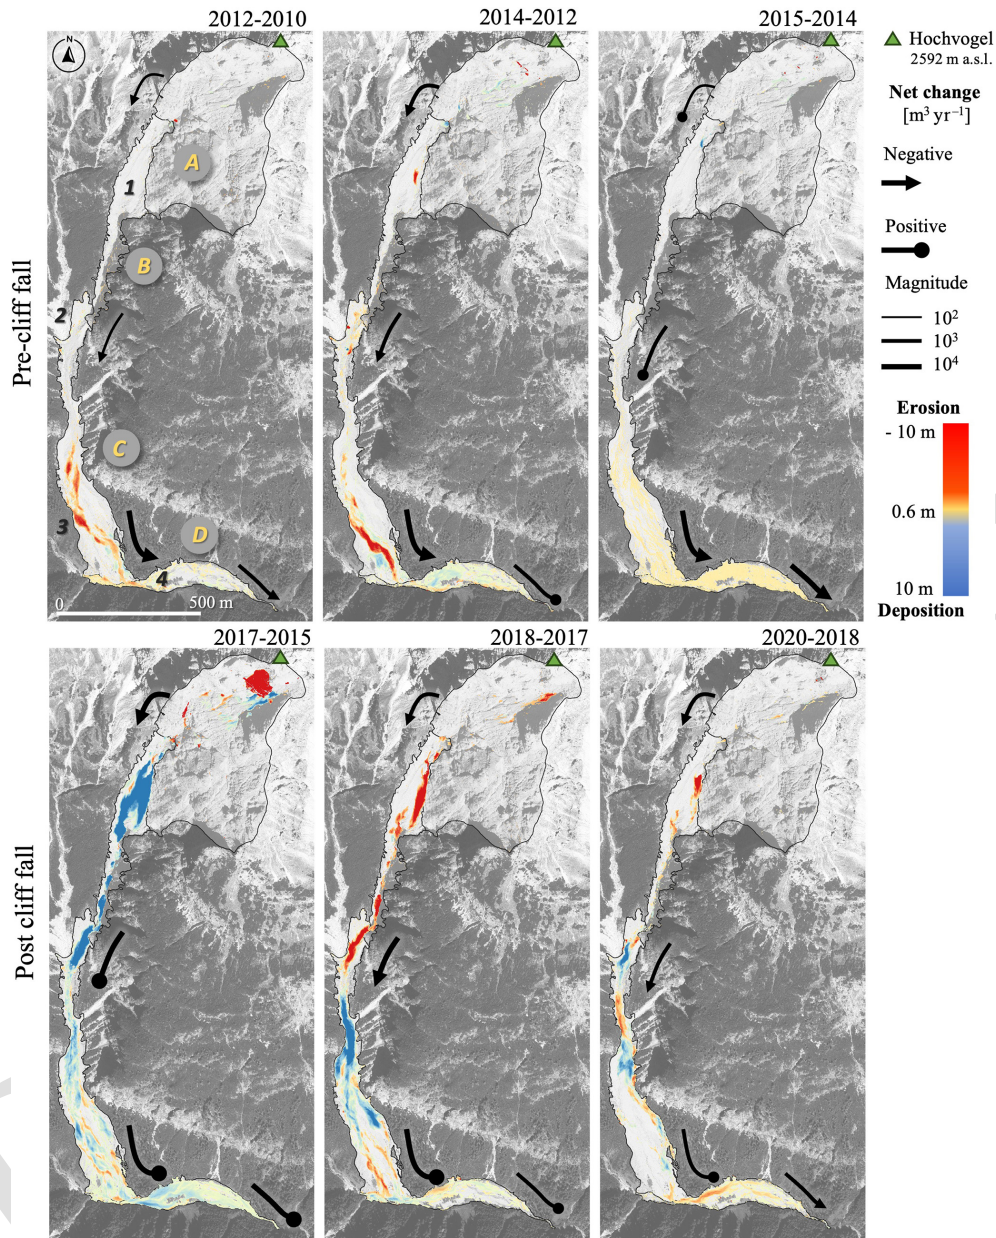 2012-2010
2014-2012
2015-2014
Hochvogel
2592 m a.s.l.
Net change
[m³ yr⁻¹]
Negative
Positive
Magnitude
10²
10³
10⁴
Erosion
- 10 m
0.6 m
10 m
Deposition
Pre-cliff fall
N
A
1
B
2
C
3
D
4
0
500 m
2017-2015
2018-2017
2020-2018
Post cliff fall